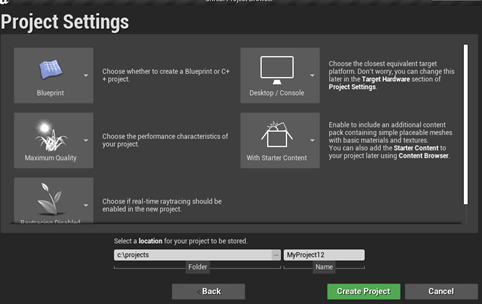 Project Settings
Blueprint
Choose whether to create a Blueprint or C+
+ project.
Desktop / Console
Choose the closest equivalent target
platform. Don't worry, you can change this
later in the Target Hardware section of
Project Settings.
Maximum Quality
Choose the performance characteristics of
your project.
With Starter Content
Enable to include an additional content
pack containing simple placeable meshes
with basic materials and textures.
You can also add the Starter Content to
your project later using Content Browser.
Raytracing Disabled
Choose if real-time raytracing should be
enabled in the new project.
Select a location for your project to be stored.
c:\projects
...
MyProject12
Folder
Name
Back
Create Project
Cancel